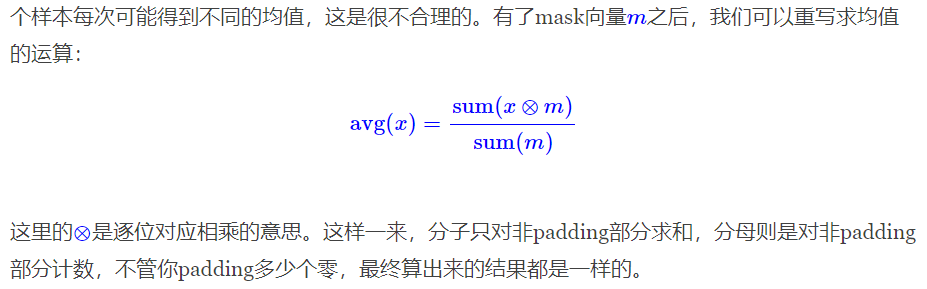 个样本每次可能得到不同的均值，这是很不合理的。有了mask向量m之后，我们可以重写求均值
的运算：
avg(x) = sum(x ⊗ m) / sum(m)
这里的⊗是逐位对应相乘的意思。这样一来，分子只对非padding部分求和，分母则是对非padding
部分计数，不管你padding多少个零，最终算出来的结果都是一样的。